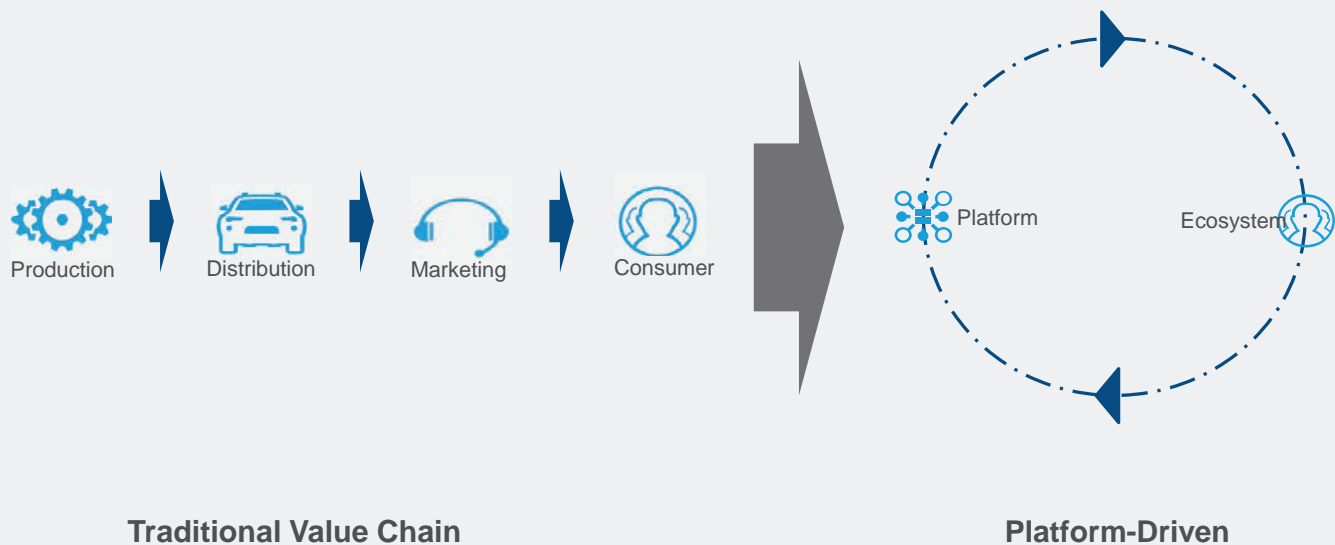 Production
Distribution
Marketing
Consumer
Platform
Ecosystem
Traditional Value Chain
Platform-Driven